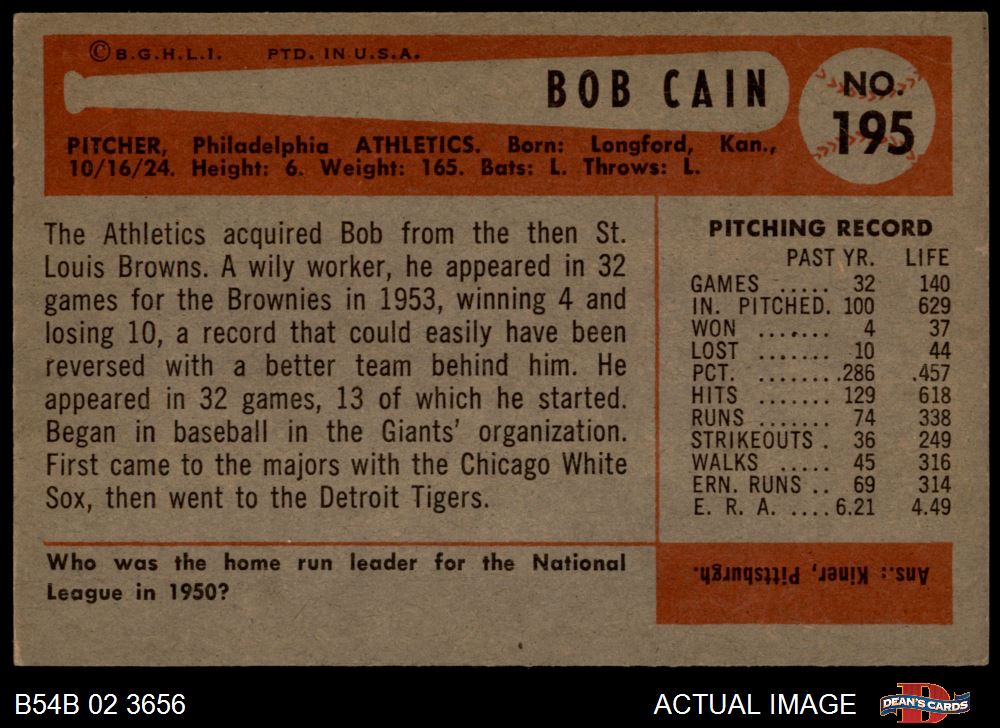 © B.G.H.L.I. PTD. IN U.S.A.
BOB CAIN
NO.
195
PITCHER, Philadelphia ATHLETICS. Born: Longford, Kan.,
10/16/24. Height: 6. Weight: 165. Bats: L. Throws: L.
The Athletics acquired Bob from the then St.
Louis Browns. A wily worker, he appeared in 32
games for the Brownies in 1953, winning 4 and
losing 10, a record that could easily have been
reversed with a better team behind him. He
appeared in 32 games, 13 of which he started.
Began in baseball in the Giants' organization.
First came to the majors with the Chicago White
Sox, then went to the Detroit Tigers.
PITCHING RECORD
PAST YR. LIFE
GAMES ..... 32 140
IN. PITCHED. 100 629
WON ....... 4 37
LOST ....... 10 44
PCT. ........ .286 .457
HITS ....... 129 618
RUNS ....... 74 338
STRIKEOUTS . 36 249
WALKS ..... 45 316
ERN. RUNS .. 69 314
E. R. A. .... 6.21 4.49
Who was the home run leader for the National
League in 1950?
Ans.: Kiner, Pittsburgh.
B54B 02 3656
ACTUAL IMAGE
DEAN'S CARDS